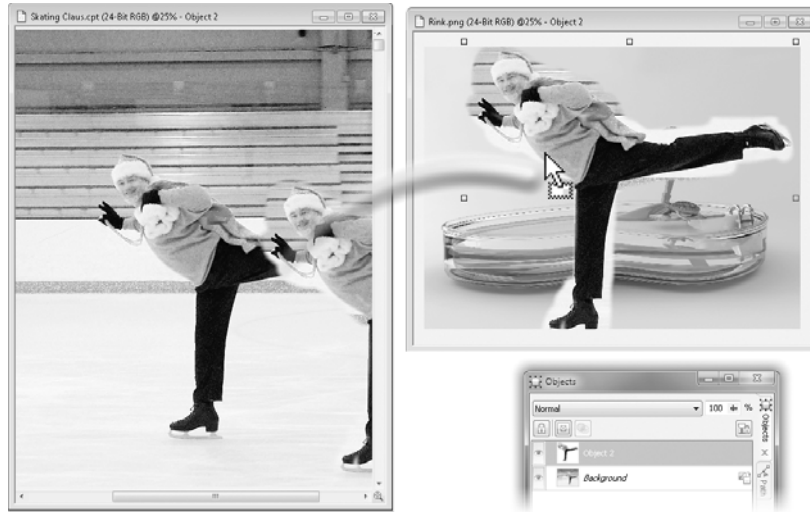 Skating Claus.cpt (24-Bit RGB) @25% - Object 2
Rink.png (24-Bit RGB) @25% - Object 2
Objects
Normal
100
%
Object 2
Background
Objects
Path